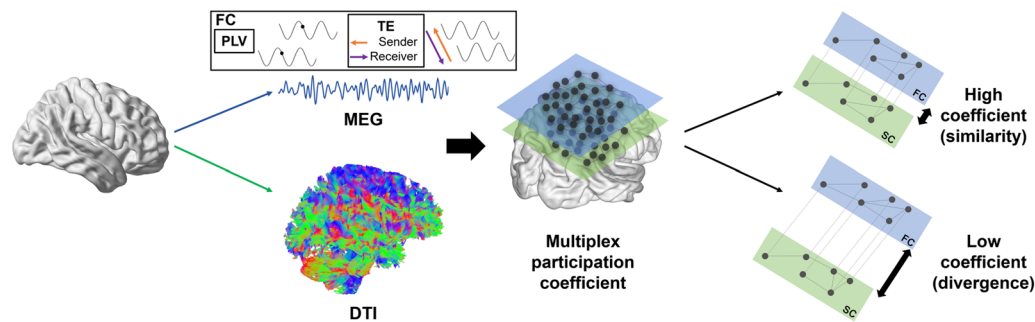 FC
PLV
TE
Sender
Receiver
MEG
DTI
Multiplex
participation
coefficient
FC
SC
High
coefficient
(similarity)
FC
SC
Low
coefficient
(divergence)